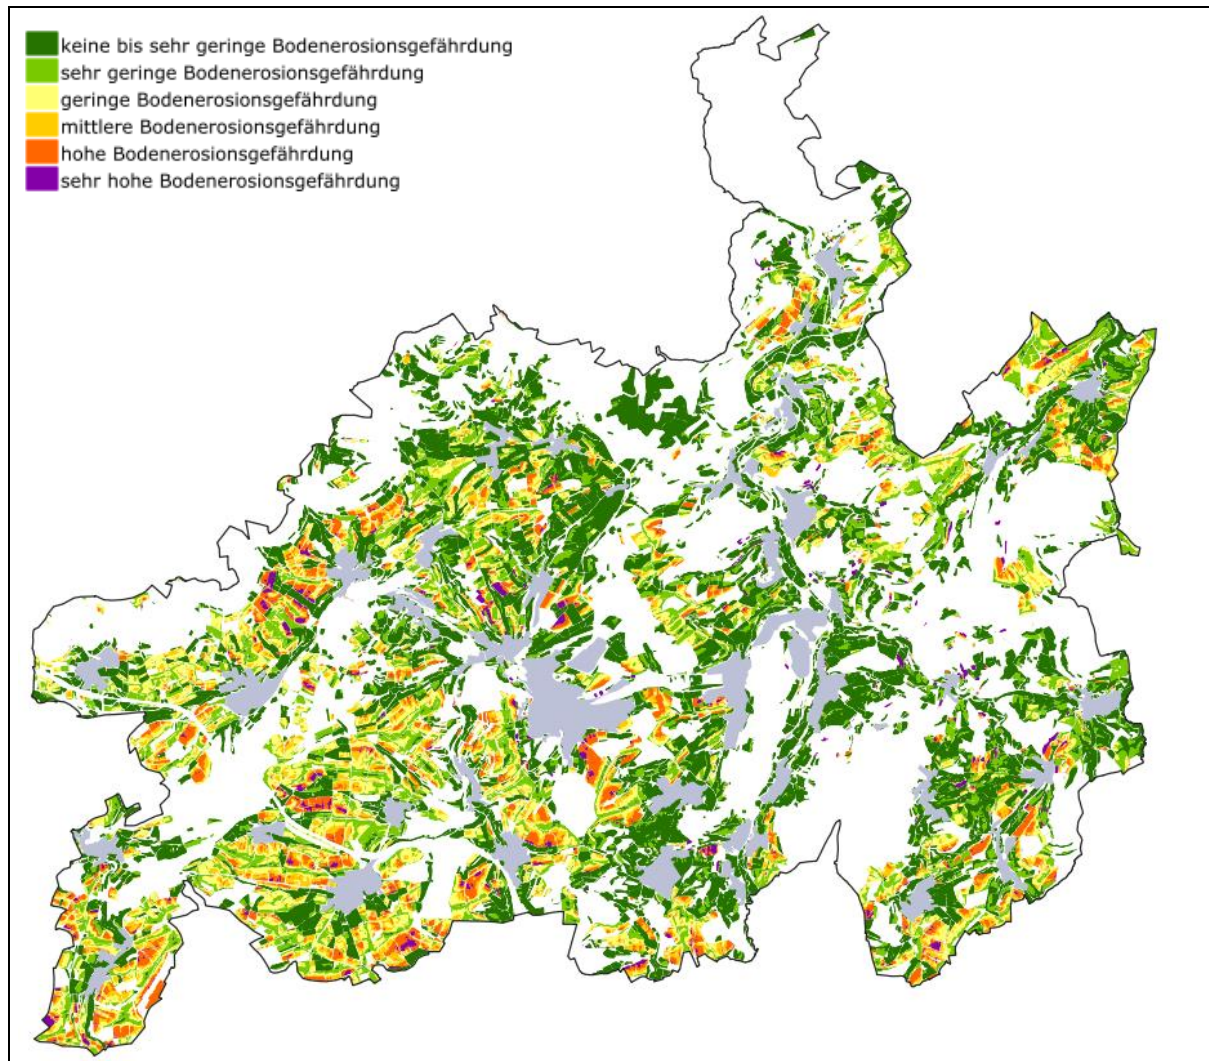 keine bis sehr geringe Bodenerosionsgefährdung
sehr geringe Bodenerosionsgefährdung
geringe Bodenerosionsgefährdung
mittlere Bodenerosionsgefährdung
hohe Bodenerosionsgefährdung
sehr hohe Bodenerosionsgefährdung